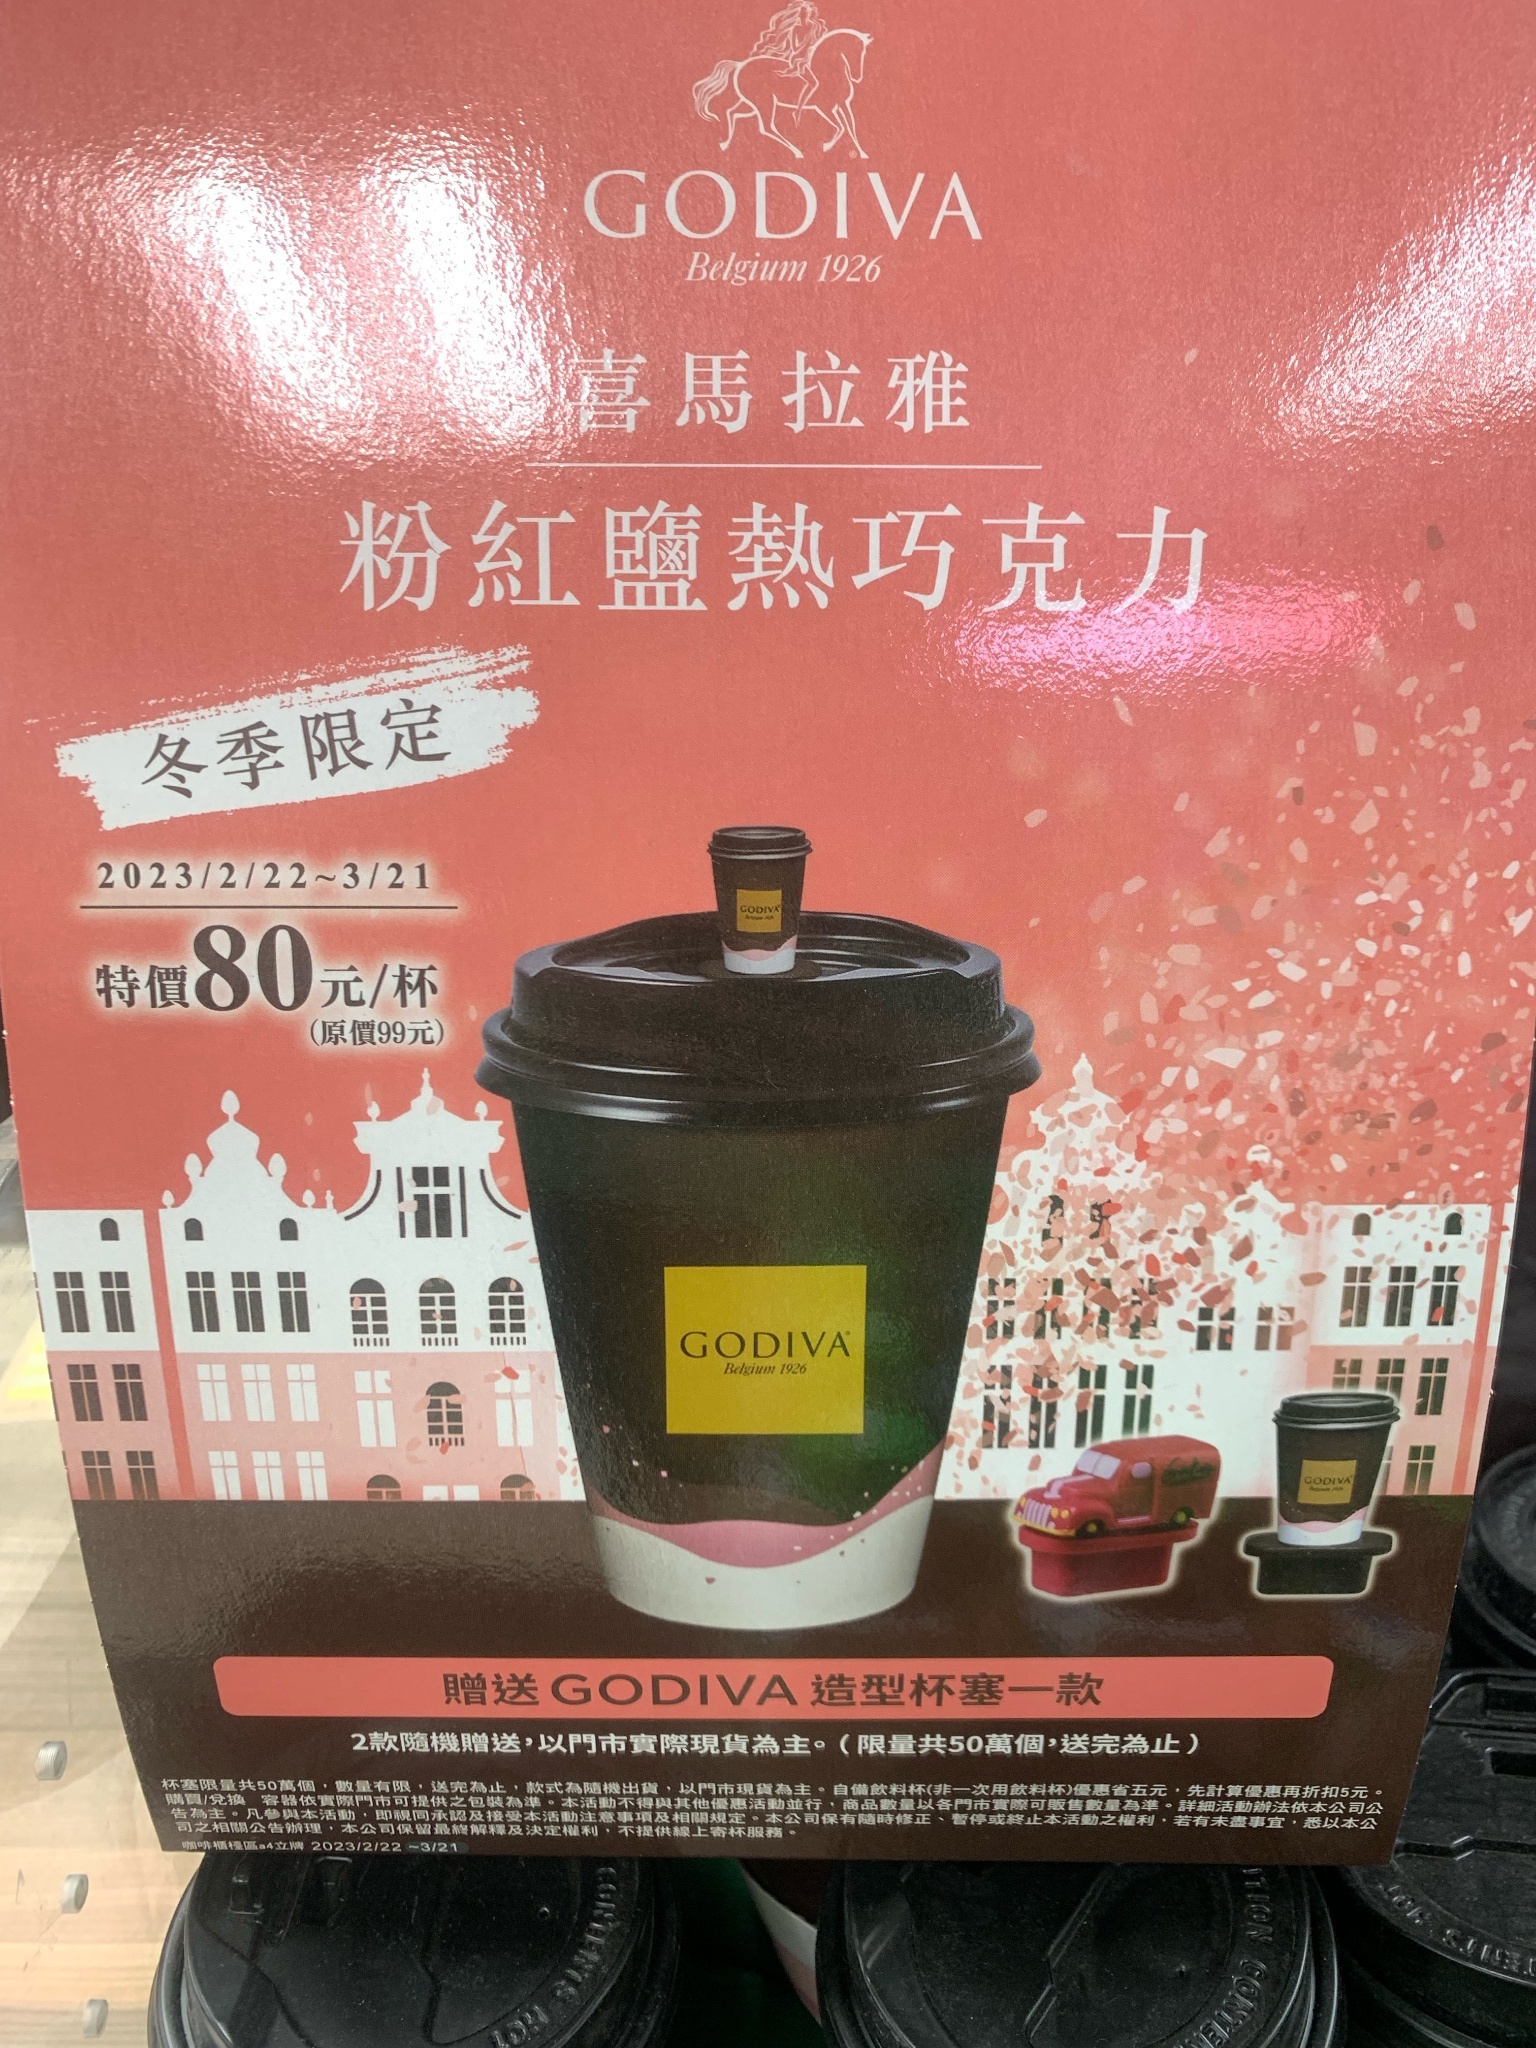 GODIVA
Belgium 1926
喜馬拉雅
粉紅鹽熱巧克力
冬季限定
2023/2/22~3/21
特價80元/杯
(原價99元)
GODIVA
GODIVA
Belgium 1926
GODIVA
贈送GODIVA造型杯塞一款
2款隨機贈送，以門市實際現貨為主。(限量共50萬個，送完為止)
杯塞限量共50萬個，數量有限，送完為止，款式為隨機出貨，以門市現貨為主。自備飲料杯(非一次用飲料杯)優惠省五元，先計算優惠再折扣5元。
購買/兌換 容器依實際門市可提供之包裝為準。本活動不得與其他優惠活動並行，商品數量以各門市實際可販售數量為準。詳細活動辦法依本公司公
告為主。凡參與本活動，即視同承認及接受本活動注意事項及相關規定。本公司保有隨時修正、暫停或終止本活動之權利，若有未盡事宜，悉以本公
司之相關公告辦理，本公司保留最終解釋及決定權利，不提供線上寄杯服務。
咖啡櫃檯區a4立牌 2023/2/22 ~3/21